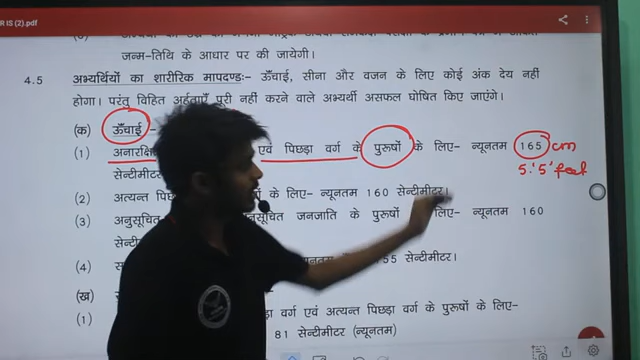 R IS (2).pdf
जन्म-तिथि के आधार पर की जायेगी।
4.5 अभ्यर्थियों का शारीरिक मापदण्डः- ऊँचाई, सीना और वजन के लिए कोई अंक देय नहीं
होगा। परंतु विहित अर्हताएँ पुरी नहीं करने वाले अभ्यर्थी असफल घोषित किए जाएंगे।
(क) ऊँचाई -
(1) एवं पिछड़ा वर्ग के पुरूषों के लिए- न्यूनतम 165 cm
सेन्टीमीटर 5.'5' feet
(2) अत्यन्त के लिए- न्यूनतम 160 सेन्टीमीटर।
(3) अनुसूचित जनजाति के पुरूषों लिए- न्यूनतम 160
(4) 55 सेन्टीमीटर।
(ख)
(1) वर्ग एवं अत्यन्त पिछड़ा वर्ग के पुरूषों के लिए-
81 सेन्टीमीटर (न्यूनतम)